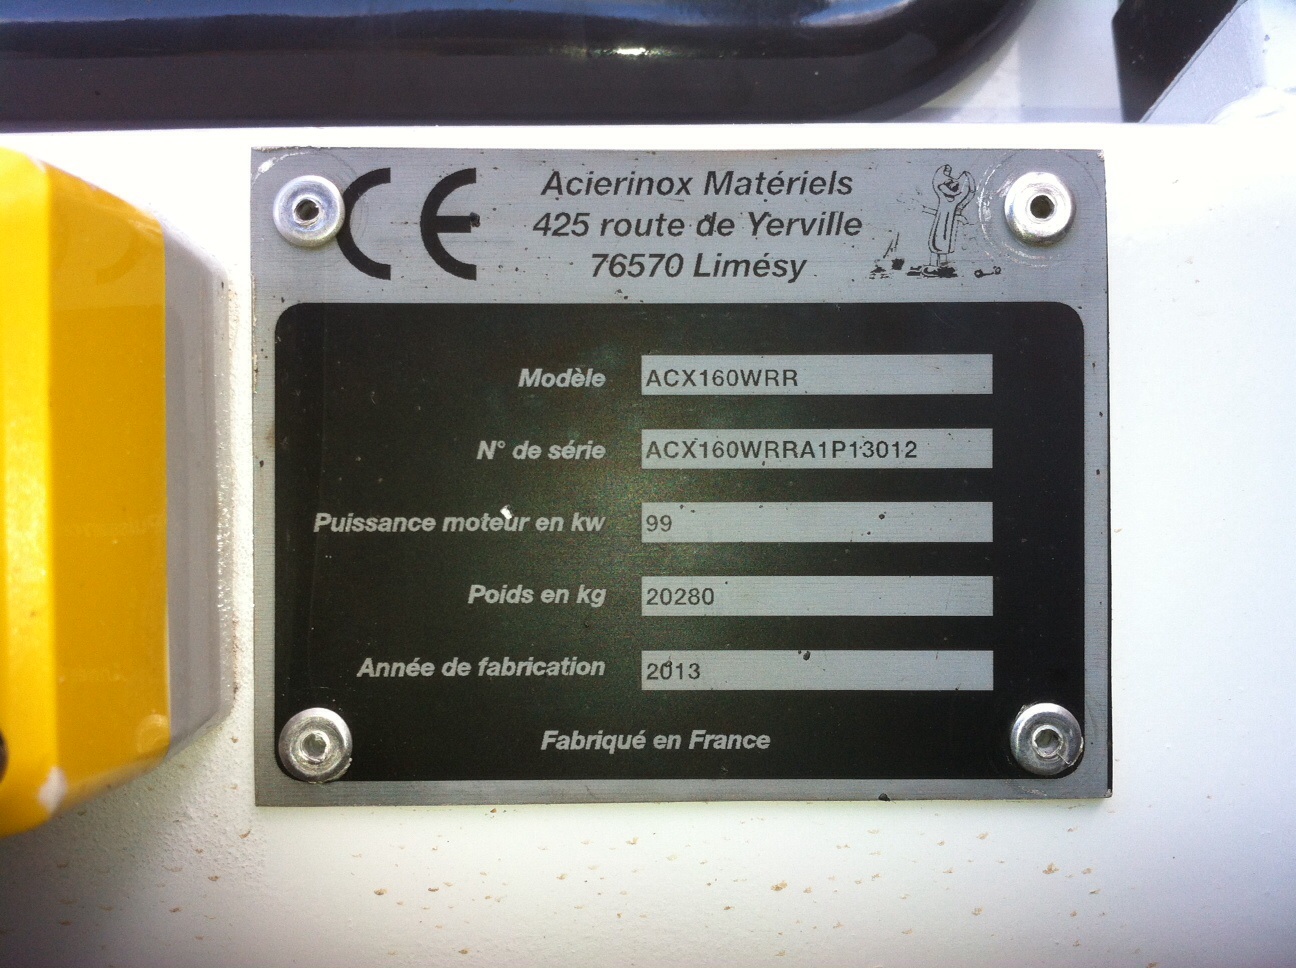 CE
Acierinox Matériels
425 route de Yerville
76570 Limésy
Modèle ACX160WRR
N° de série ACX160WRRA1P13012
Puissance moteur en kw 99
Poids en kg 20280
Année de fabrication 2013
Fabriqué en France